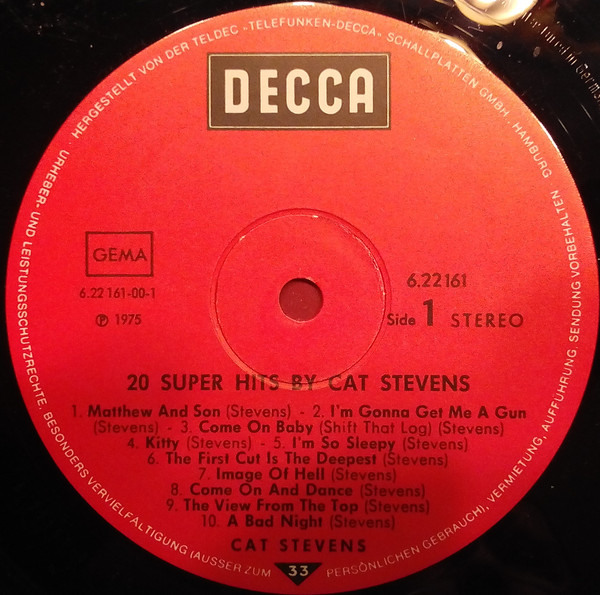 HERGESTELLT VON DER TELDEC »TELEFUNKEN-DECCA« SCHALLPLATTEN GMBH · HAMBURG
URHEBER- UND LEISTUNGSSCHUTZRECHTE, BESONDERS VERVIELFÄLTIGUNG (AUSSER ZUM PERSÖNLICHEN GEBRAUCH), VERMIETUNG, AUFFÜHRUNG, SENDUNG VORBEHALTEN
DECCA
GEMA
6.22 161-00-1
℗ 1975
6.22161
Side 1 STEREO
20 SUPER HITS BY CAT STEVENS
1. Matthew And Son (Stevens) - 2. I'm Gonna Get Me A Gun
(Stevens) - 3. Come On Baby (Shift That Log) (Stevens)
4. Kitty (Stevens) - 5. I'm So Sleepy (Stevens)
6. The First Cut Is The Deepest (Stevens)
7. Image Of Hell (Stevens)
8. Come On And Dance (Stevens)
9. The View From The Top (Stevens)
10. A Bad Night (Stevens)
CAT STEVENS
33